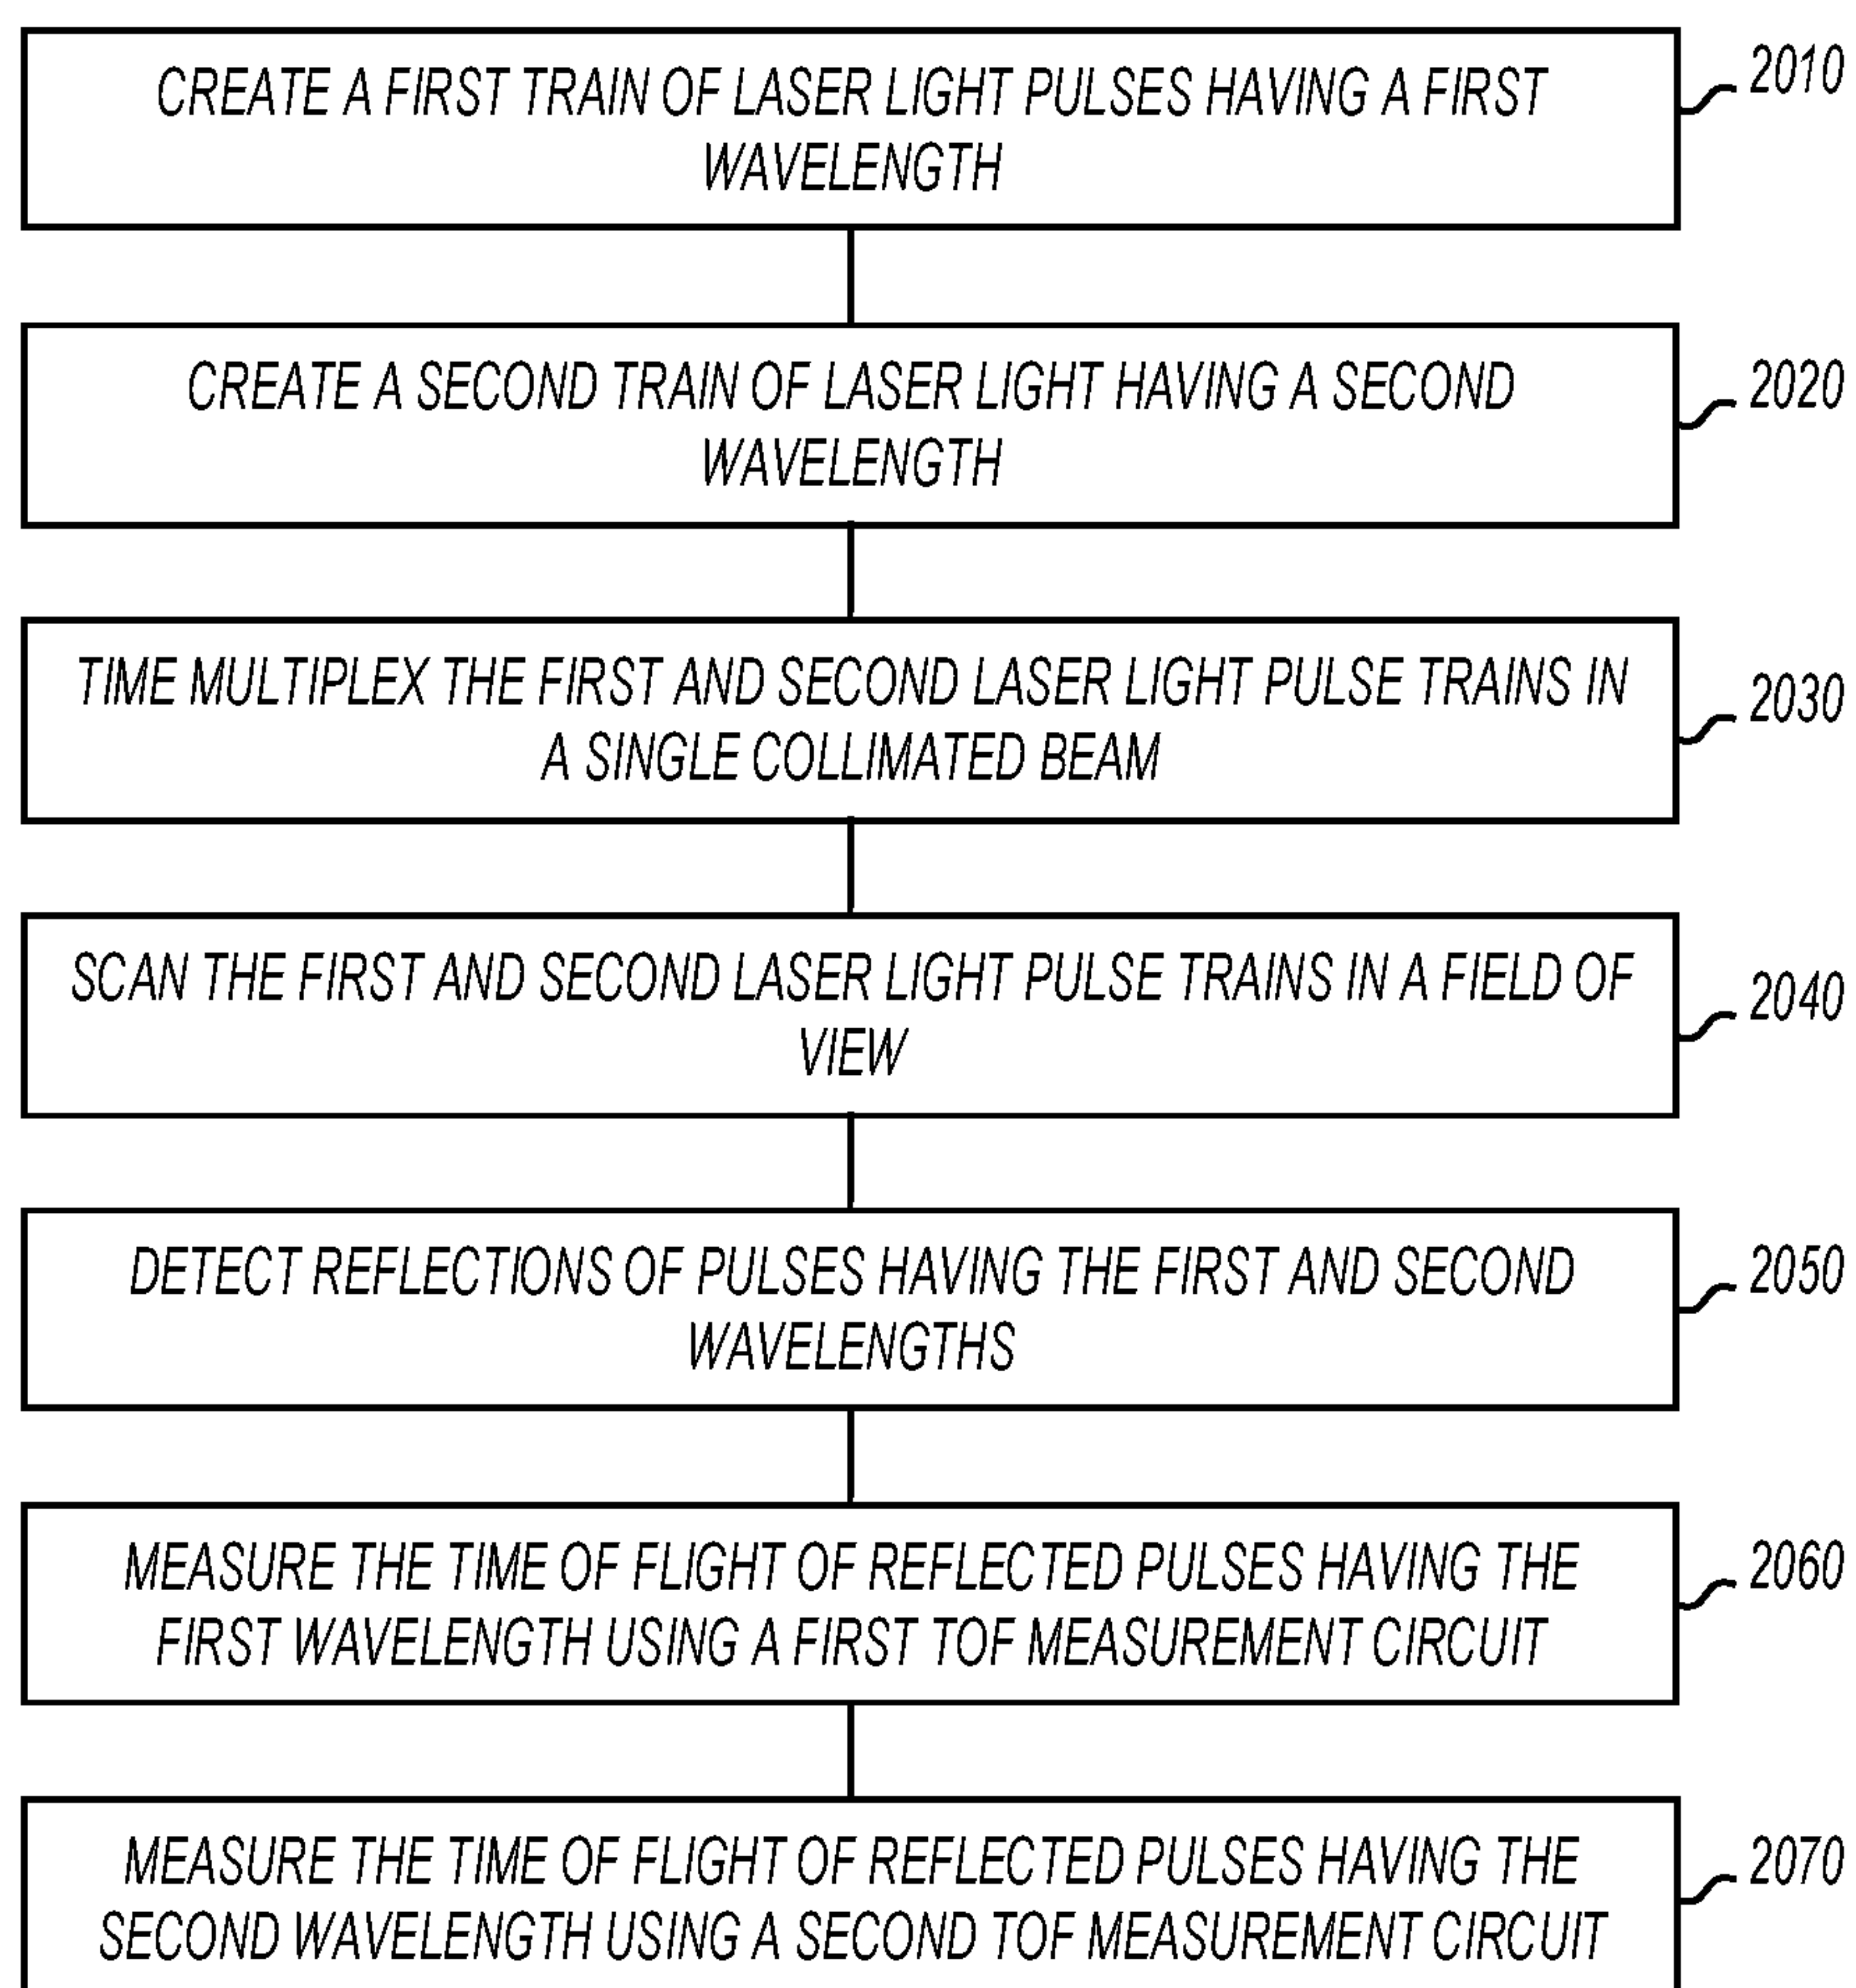 CREATE A FIRST TRAIN OF LASER LIGHT PULSES HAVING A FIRST
WAVELENGTH
2010
CREATE A SECOND TRAIN OF LASER LIGHT HAVING A SECOND
WAVELENGTH
2020
TIME MULTIPLEX THE FIRST AND SECOND LASER LIGHT PULSE TRAINS IN
A SINGLE COLLIMATED BEAM
2030
SCAN THE FIRST AND SECOND LASER LIGHT PULSE TRAINS IN A FIELD OF
VIEW
2040
DETECT REFLECTIONS OF PULSES HAVING THE FIRST AND SECOND
WAVELENGTHS
2050
MEASURE THE TIME OF FLIGHT OF REFLECTED PULSES HAVING THE
FIRST WAVELENGTH USING A FIRST TOF MEASUREMENT CIRCUIT
2060
MEASURE THE TIME OF FLIGHT OF REFLECTED PULSES HAVING THE
SECOND WAVELENGTH USING A SECOND TOF MEASUREMENT CIRCUIT
2070